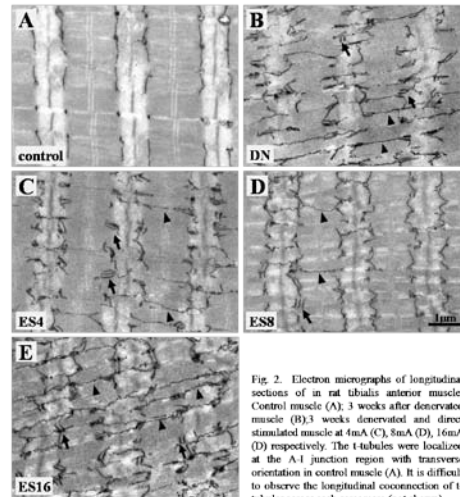 A
control
B
DN
C
ES4
D
ES8
1μm
E
ES16
Fig. 2. Electron micrographs of longitudina
sections of in rat tibialis anterior muscle
Control muscle (A); 3 weeks after denervate
muscle (B);3 weeks denervated and direc
stimulated muscle at 4mA (C), 8mA (D), 16mA
(D) respectively. The t-tubules were localize
at the A-I junction region with transvers
orientation in control muscle (A). It is difficul
to observe the longitudinal coconnection of t